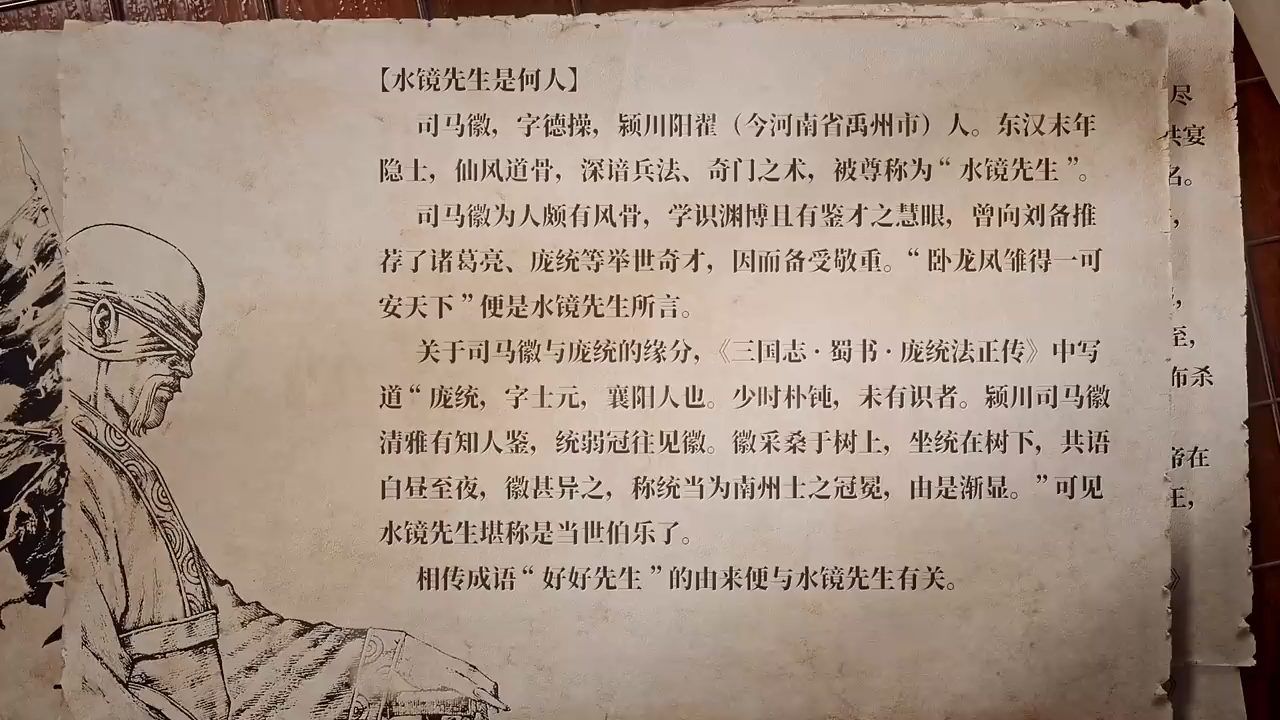 【水镜先生是何人】
司马徽，字德操，颍川阳翟（今河南省禹州市）人。东汉末年
隐士，仙风道骨，深谙兵法、奇门之术，被尊称为“水镜先生”。
司马徽为人颇有风骨，学识渊博且有鉴才之慧眼，曾向刘备推
荐了诸葛亮、庞统等举世奇才，因而备受敬重。“卧龙凤雏得一可
安天下”便是水镜先生所言。
关于司马徽与庞统的缘分，《三国志·蜀书·庞统法正传》中写
道“庞统，字士元，襄阳人也。少时朴钝，未有识者。颍川司马徽
清雅有知人鉴，统弱冠往见徽。徽采桑于树上，坐统在树下，共语
自昼至夜，徽甚异之，称统当为南州士之冠冕，由是渐显。”可见
水镜先生堪称是当世伯乐了。
相传成语“好好先生”的由来便与水镜先生有关。
尽
共宴
名。
至，
布杀
帝在
王，
》